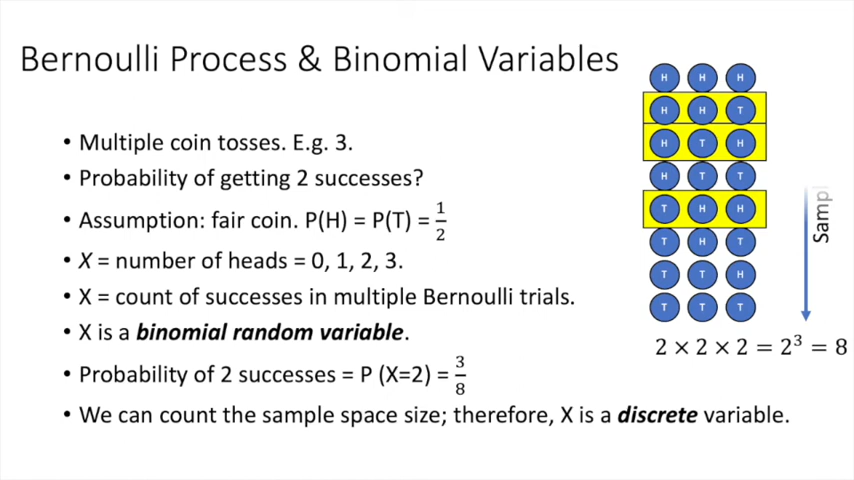 Bernoulli Process & Binomial Variables
• Multiple coin tosses. E.g. 3.
• Probability of getting 2 successes?
• Assumption: fair coin. P(H) = P(T) = 1/2
• X = number of heads = 0, 1, 2, 3.
• X = count of successes in multiple Bernoulli trials.
• X is a binomial random variable.
• Probability of 2 successes = P (X=2) = 3/8
• We can count the sample space size; therefore, X is a discrete variable.
H H H
H H T
H T H
H T T
T H H
T H T
T T H
T T T
Sampl
2 × 2 × 2 = 2³ = 8